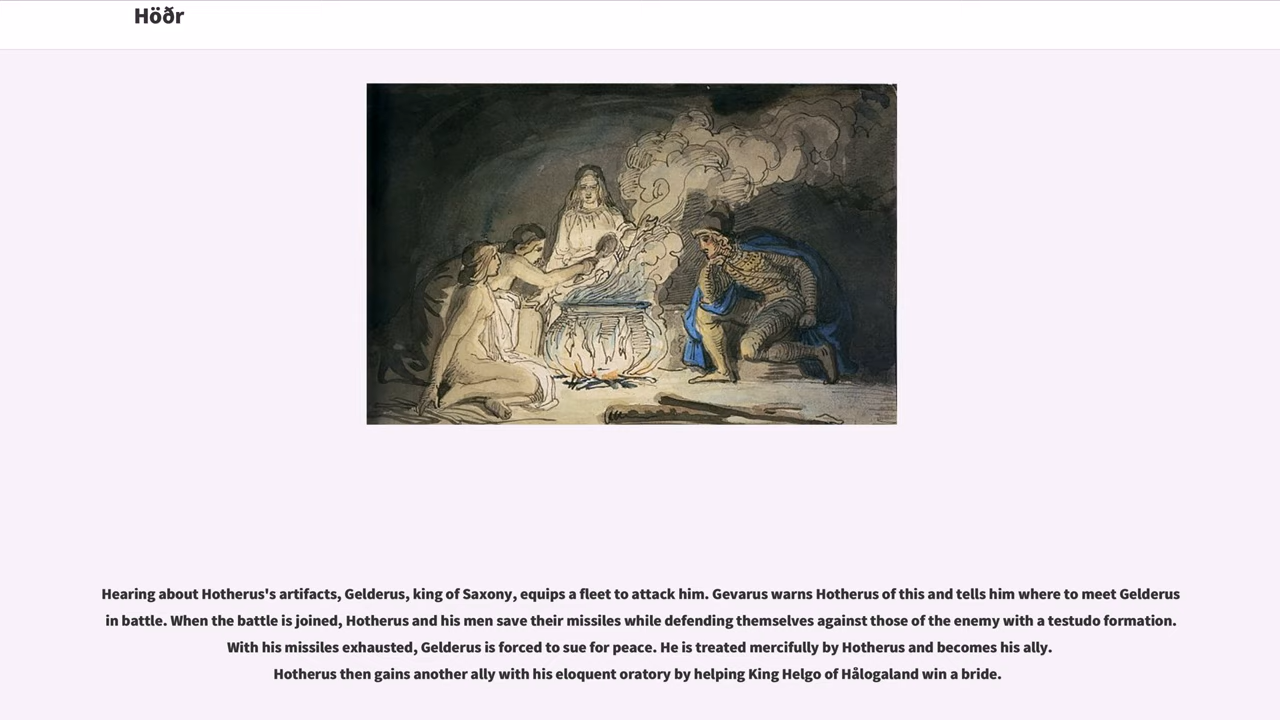 Höðr
Hearing about Hotherus's artifacts, Gelderus, king of Saxony, equips a fleet to attack him. Gevarus warns Hotherus of this and tells him where to meet Gelderus
in battle. When the battle is joined, Hotherus and his men save their missiles while defending themselves against those of the enemy with a testudo formation.
With his missiles exhausted, Gelderus is forced to sue for peace. He is treated mercifully by Hotherus and becomes his ally.
Hotherus then gains another ally with his eloquent oratory by helping King Helgo of Hålogaland win a bride.